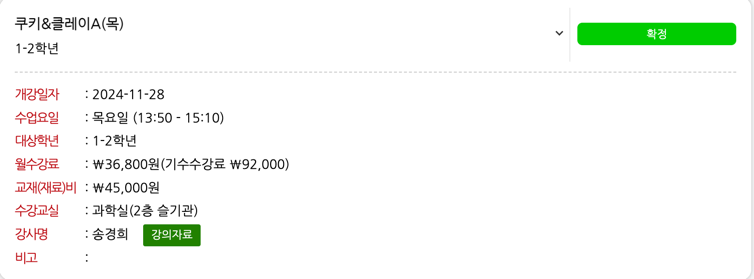 쿠키&클레이A(목)
1-2학년
확정
개강일자 : 2024-11-28
수업요일 : 목요일 (13:50 - 15:10)
대상학년 : 1-2학년
월수강료 : ₩36,800원(기수수강료 ₩92,000)
교재(재료)비 : ₩45,000원
수강교실 : 과학실(2층 슬기관)
강사명 : 송경희 강의자료
비고 :